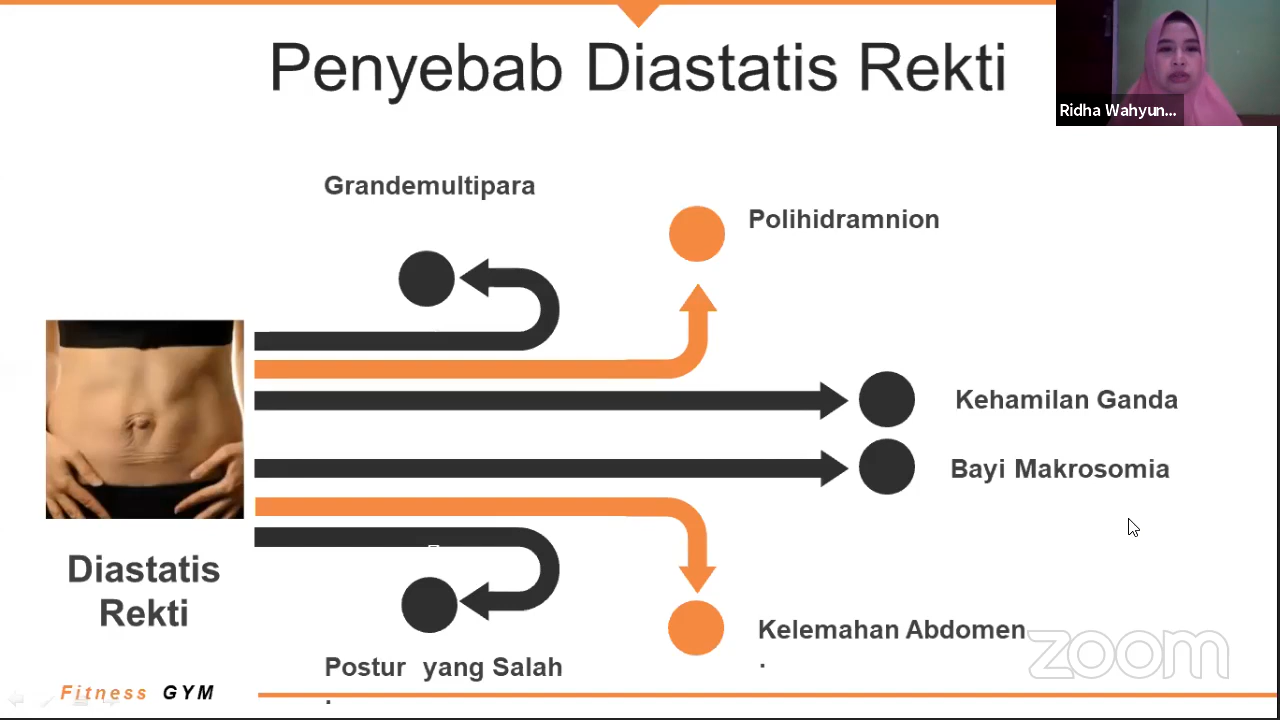 Penyebab Diastatis Rekti
Ridha Wahyun...
Grandemultipara
Polihidramnion
Kehamilan Ganda
Bayi Makrosomia
Diastatis
Rekti
Kelemahan Abdomen
.
Postur yang Salah
.
zoom
Fitness GYM